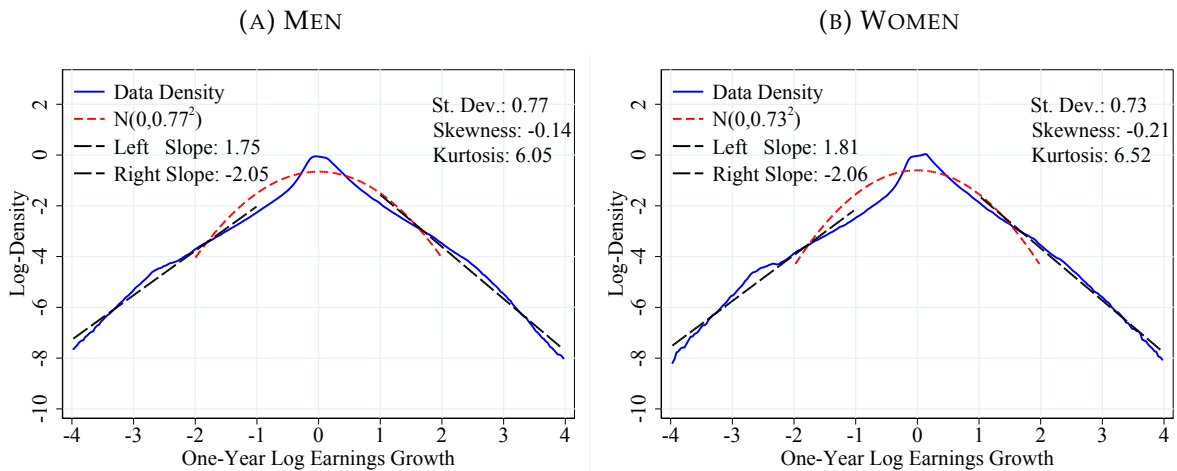 (A) MEN
Log-Density
2
0
-2
-4
-6
-8
-10
Data Density
N(0,0.77²)
Left Slope: 1.75
Right Slope: -2.05
St. Dev.: 0.77
Skewness: -0.14
Kurtosis: 6.05
-4 -3 -2 -1 0 1 2 3 4
One-Year Log Earnings Growth
(B) WOMEN
Log-Density
2
0
-2
-4
-6
-8
-10
Data Density
N(0,0.73²)
Left Slope: 1.81
Right Slope: -2.06
St. Dev.: 0.73
Skewness: -0.21
Kurtosis: 6.52
-4 -3 -2 -1 0 1 2 3 4
One-Year Log Earnings Growth